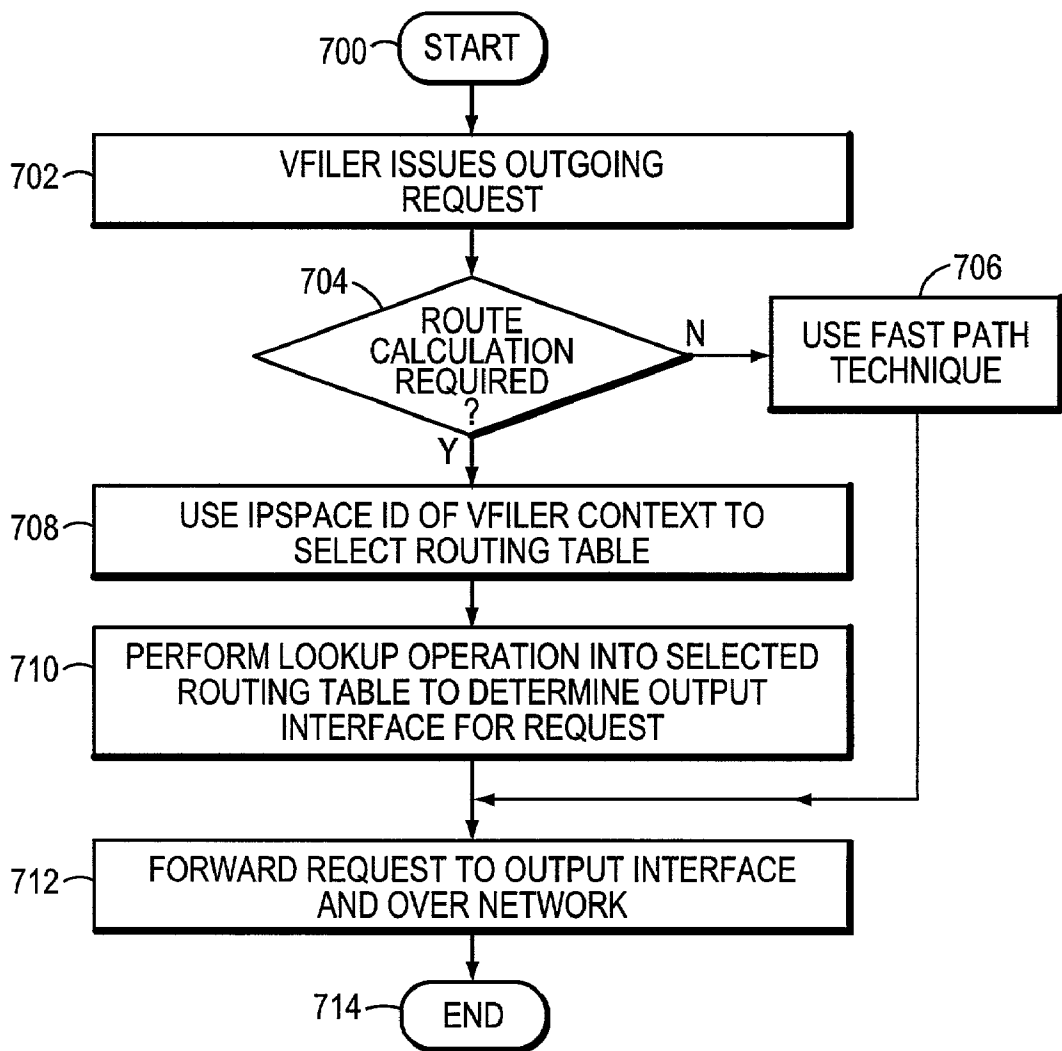 700
START
702
VFILER ISSUES OUTGOING
REQUEST
704
ROUTE
CALCULATION
REQUIRED
?
N
706
USE FAST PATH
TECHNIQUE
Y
708
USE IPSPACE ID OF VFILER CONTEXT TO
SELECT ROUTING TABLE
710
PERFORM LOOKUP OPERATION INTO SELECTED
ROUTING TABLE TO DETERMINE OUTPUT
INTERFACE FOR REQUEST
712
FORWARD REQUEST TO OUTPUT INTERFACE
AND OVER NETWORK
714
END